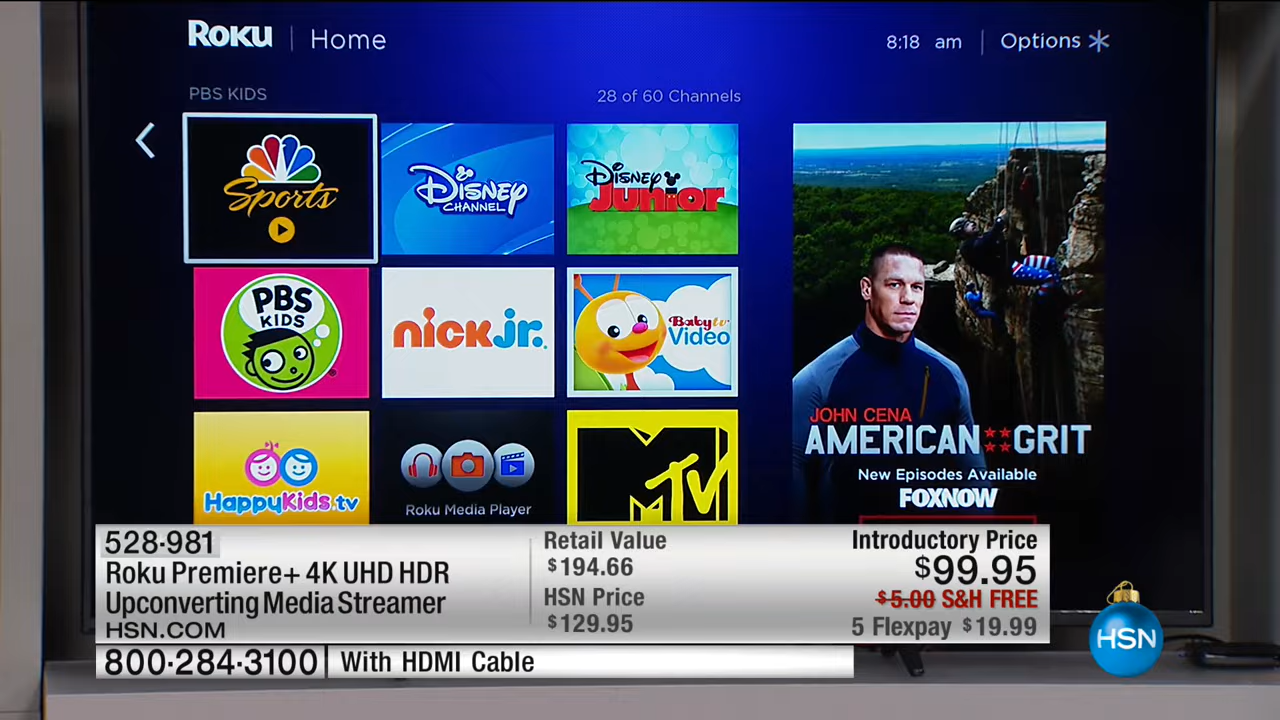 Roku | Home
8:18 am | Options
PBS KIDS
28 of 60 Channels
Sports
Disney CHANNEL
Disney Junior
PBS KIDS
nick jr.
Babytv Video
HappyKids.tv
Roku Media Player
MTV
JOHN CENA
AMERICAN GRIT
New Episodes Available
FOXNOW
528-981
Roku Premiere+ 4K UHD HDR
Upconverting Media Streamer
HSN.COM
Retail Value
$194.66
HSN Price
$129.95
Introductory Price
$99.95
$5.00 S&H FREE
5 Flexpay $19.99
800·284·3100 | With HDMI Cable
HSN